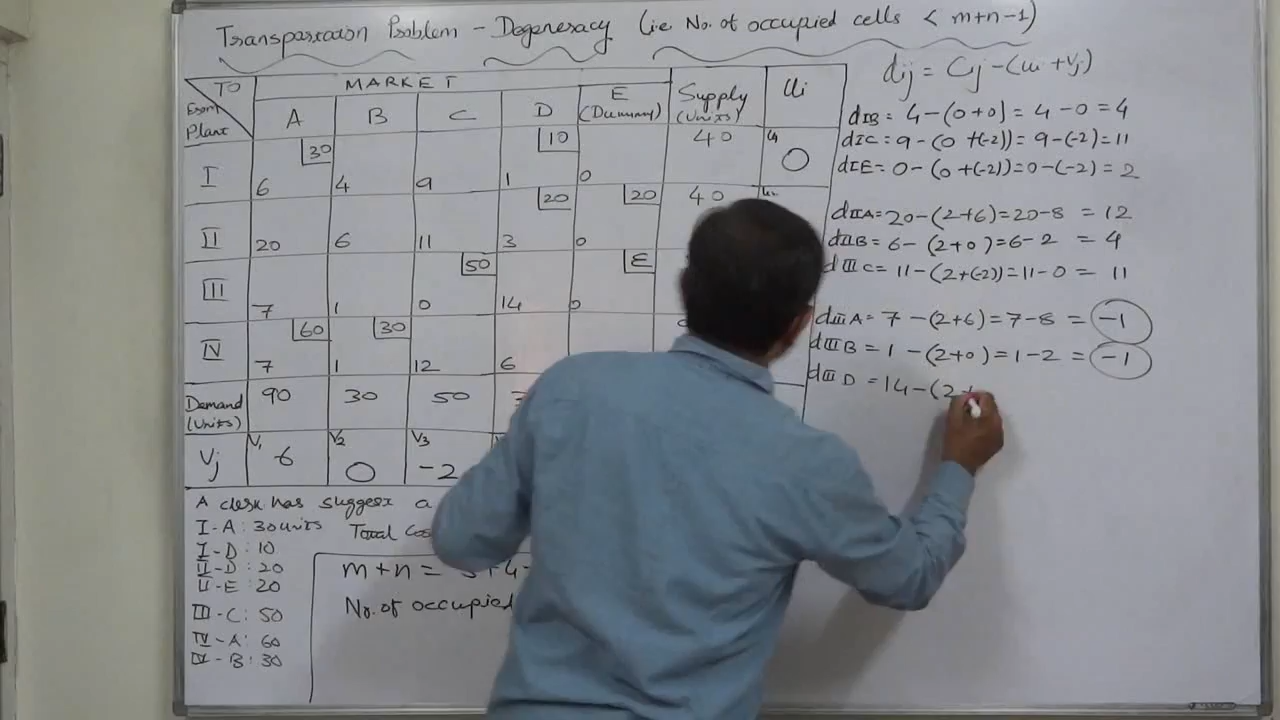 Transportation Problem - Degeneracy (i.e No. of occupied cells < m+n-1)
TO
From Plant
MARKET
A B C D E (Dummy)
Supply (Units)
Ui
I 30 10 40 u 0
6 4 9 1 0
II 20 20 40
20 6 11 3 0
III 50 E
7 1 0 14 0
IV 60 30
7 1 12 6
Demand (Units) 90 30 50
Vj V1 6 V2 0 V3 -2
A clerk has suggest a
I-A: 30 units Total Cos
I-D: 10
II-D: 20
II-E: 20
III-C: 50
IV-A: 60
IV-B: 30
m+n =
No. of occupied
dij = Cij - (ui + vj)
dIB = 4-(0+0) = 4-0 = 4
dIC = 9-(0+(-2)) = 9-(-2) = 11
dIE = 0-(0+(-2)) = 0-(-2) = 2
dIIA = 20-(2+6) = 20-8 = 12
dIIB = 6-(2+0) = 6-2 = 4
dIIC = 11-(2+(-2)) = 11-0 = 11
dIIIA = 7-(2+6) = 7-8 = -1
dIIIB = 1-(2+0) = 1-2 = -1
dIIID = 14-(2+